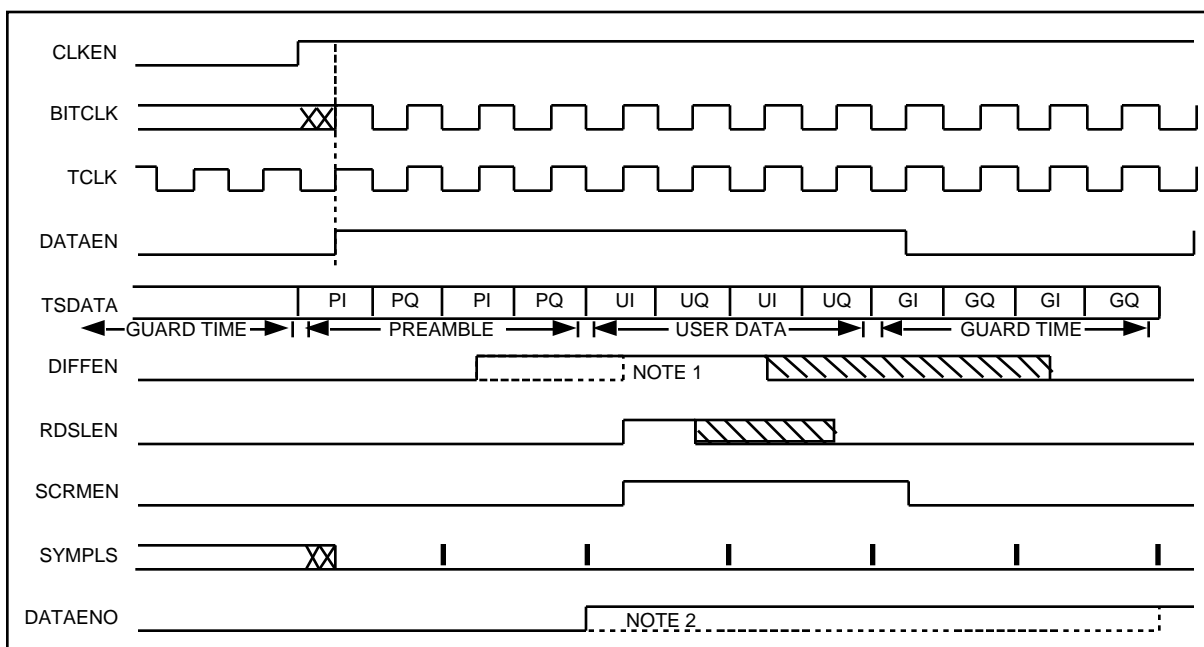 CLKEN
BITCLK
TCLK
DATAEN
TSDATA PI PQ PI PQ UI UQ UI UQ GI GQ GI GQ
GUARD TIME PREAMBLE USER DATA GUARD TIME
DIFFEN NOTE 1
RDSLEN
SCRMEN
SYMPLS
DATAENO NOTE 2